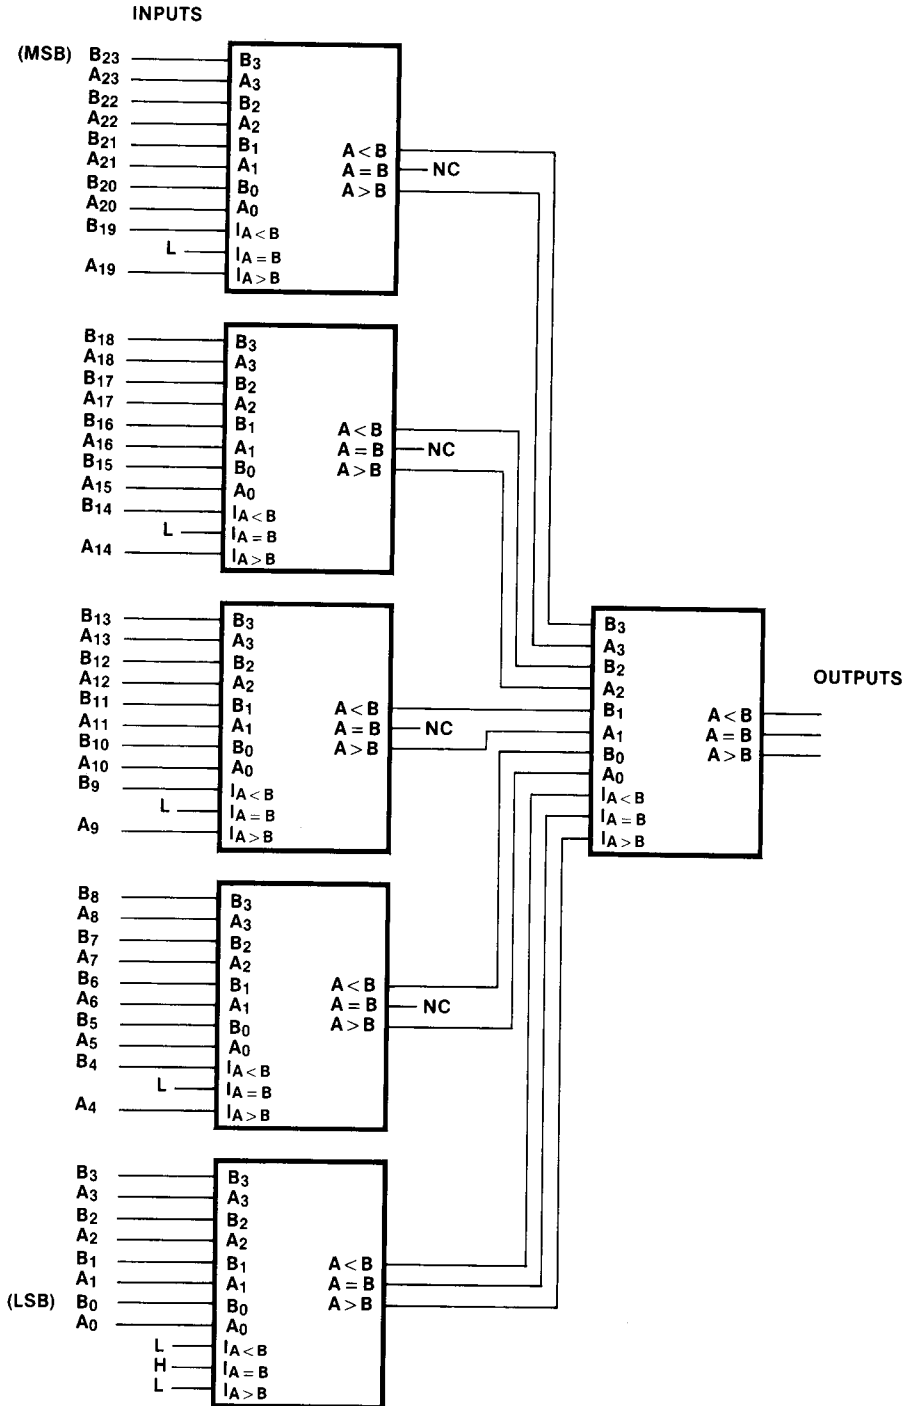 INPUTS
(MSB) B23 B3
A23 A3
B22 B2
A22 A2
B21 B1 A < B
A21 A1 A = B NC
B20 B0 A > B
A20 A0
B19 IA < B
L IA = B
A19 IA > B
B18 B3
A18 A3
B17 B2
A17 A2
B16 B1 A < B
A16 A1 A = B NC
B15 B0 A > B
A15 A0
B14 IA < B
L IA = B
A14 IA > B
B13 B3
A13 A3
B12 B2
A12 A2
B11 B1 A < B
A11 A1 A = B NC
B10 B0 A > B
A10 A0
B9 IA < B
L IA = B
A9 IA > B
B3
A3
B2
A2
B1 A < B
A1 A = B
B0 A > B
A0
IA < B
IA = B
IA > B
OUTPUTS
B8 B3
A8 A3
B7 B2
A7 A2
B6 B1 A < B
A6 A1 A = B NC
B5 B0 A > B
A5 A0
B4 IA < B
L IA = B
A4 IA > B
B3 B3
A3 A3
B2 B2
A2 A2
B1 B1 A < B
A1 A1 A = B
(LSB) B0 B0 A > B
A0 A0
L IA < B
H IA = B
L IA > B